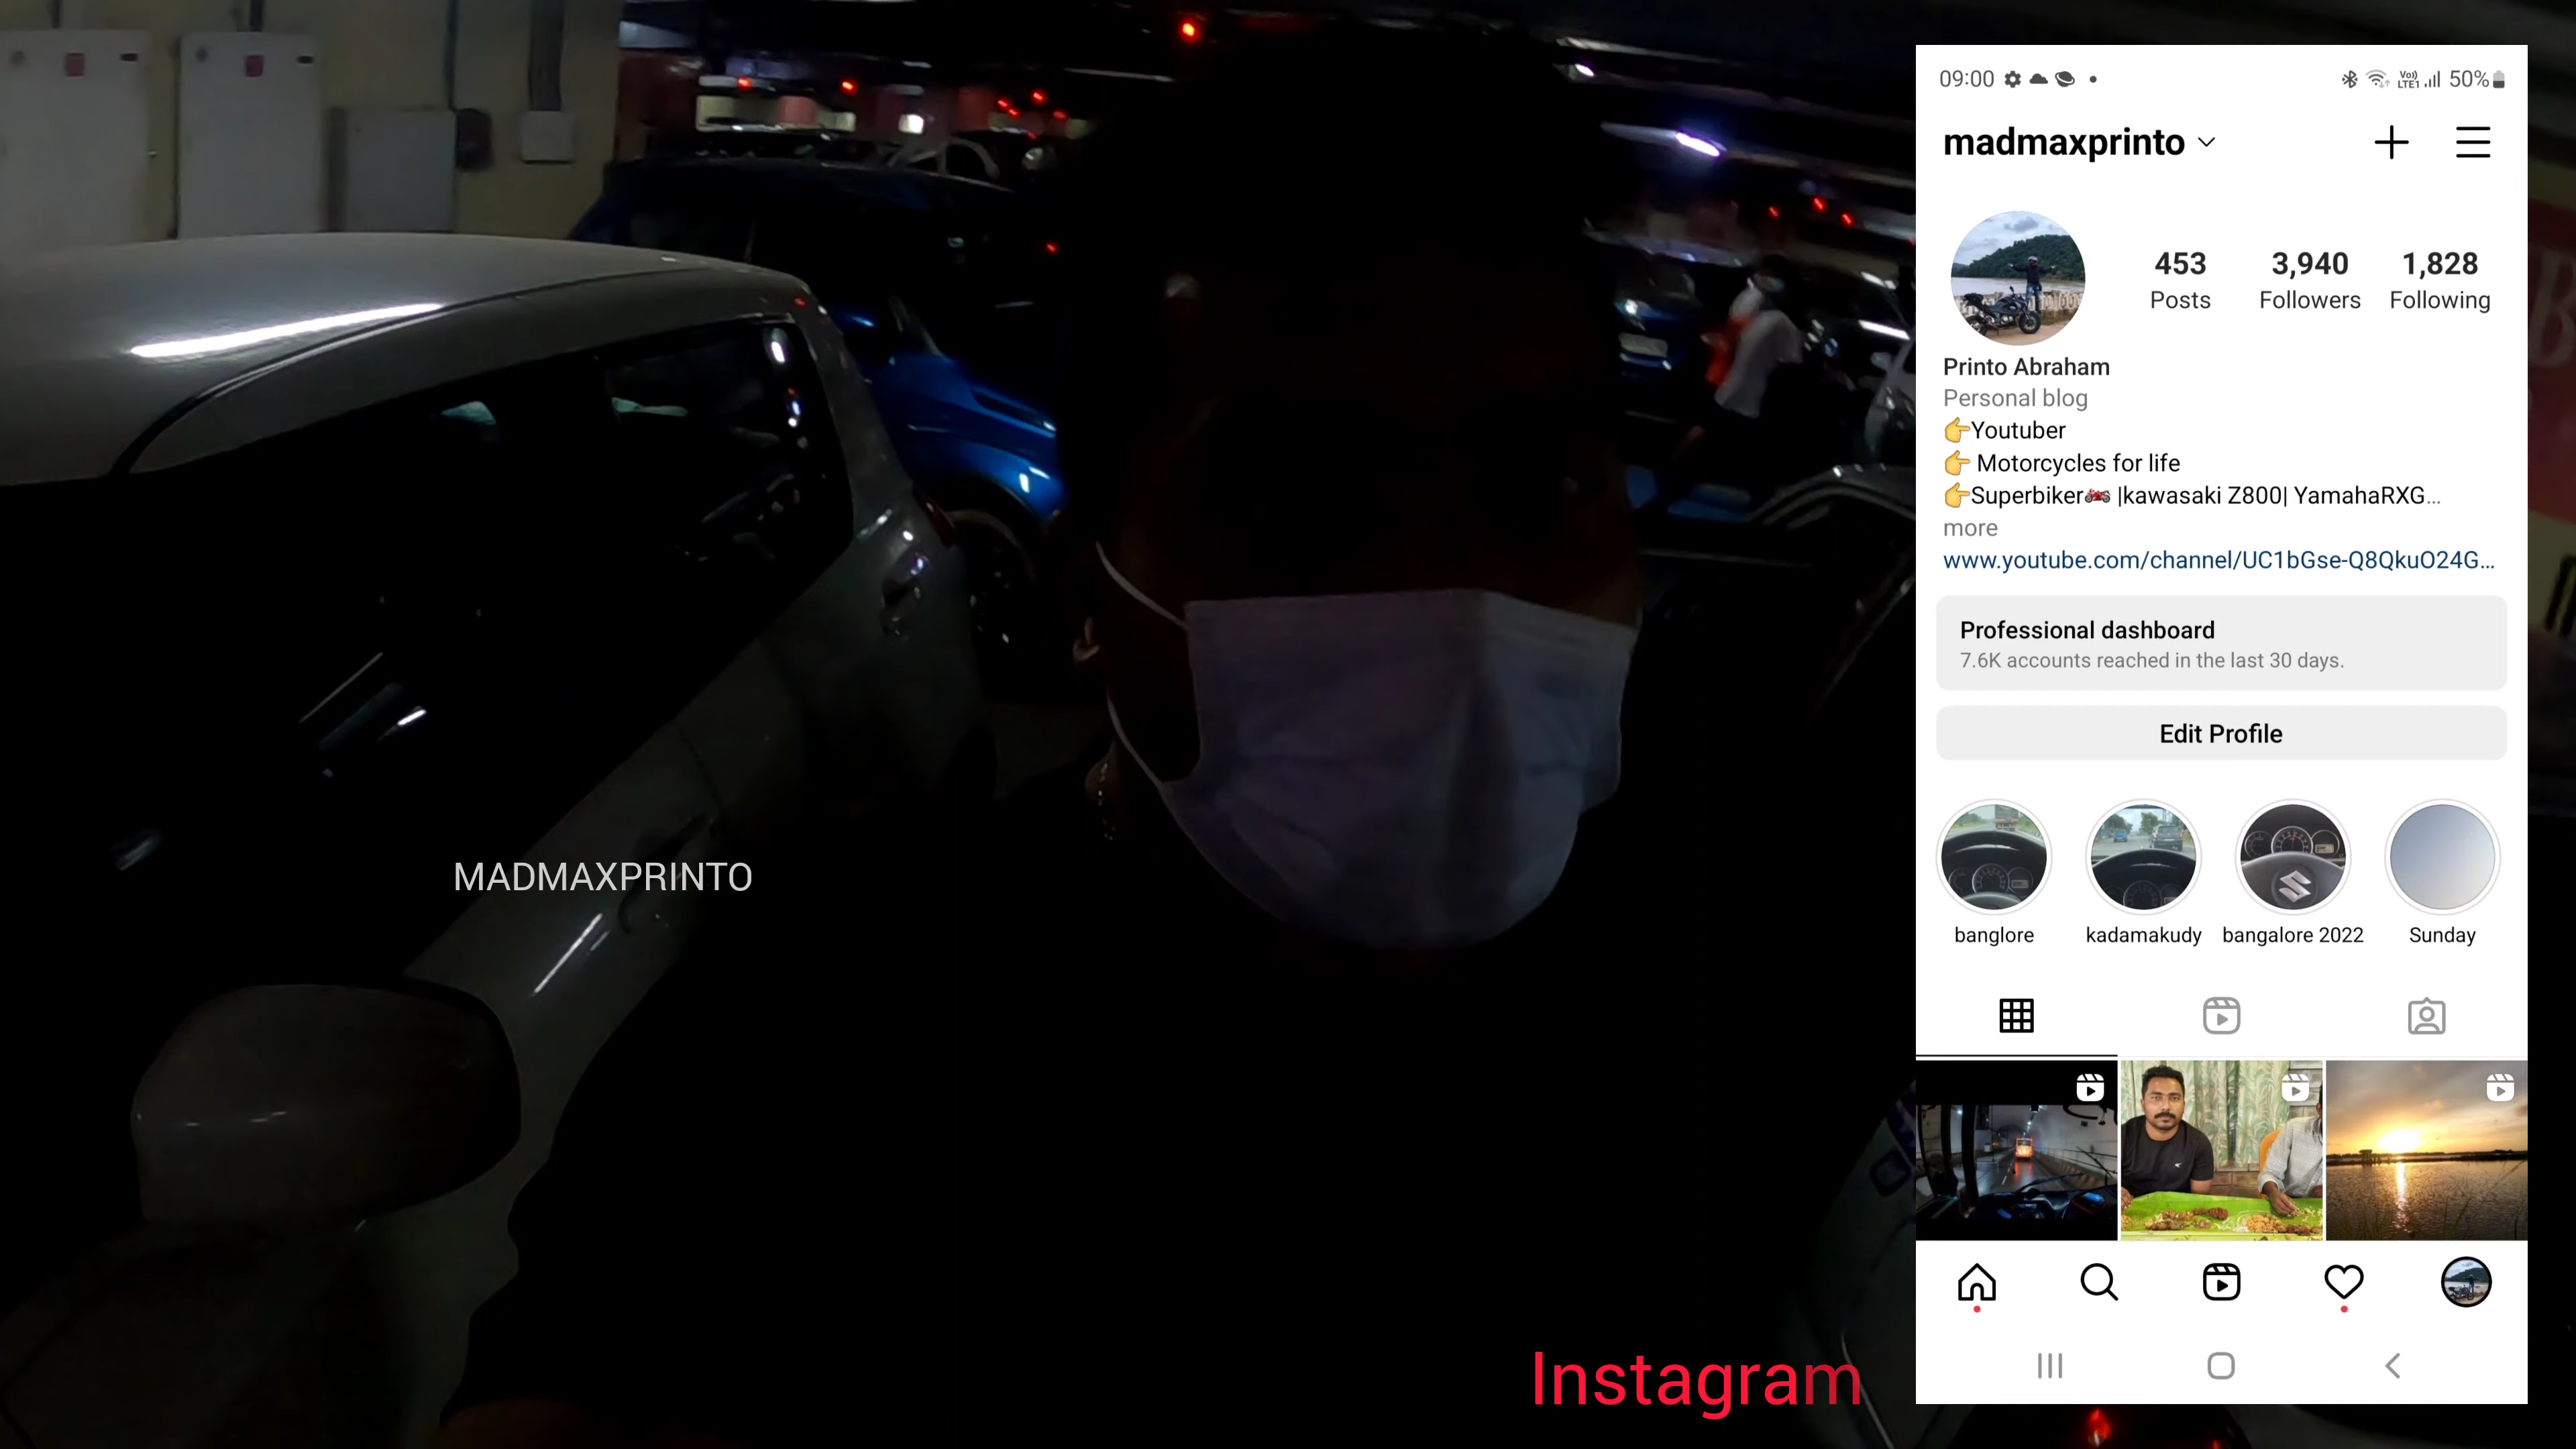 MADMAXPRINTO
Instagram
09:00
Vo))
LTE1
50%
madmaxprinto
453
Posts
3,940
Followers
1,828
Following
Printo Abraham
Personal blog
👉Youtuber
👉 Motorcycles for life
👉Superbiker🏍️ |kawasaki Z800| YamahaRXG...
more
www.youtube.com/channel/UC1bGse-Q8QkuO24G...
Professional dashboard
7.6K accounts reached in the last 30 days.
Edit Profile
banglore
kadamakudy
bangalore 2022
Sunday